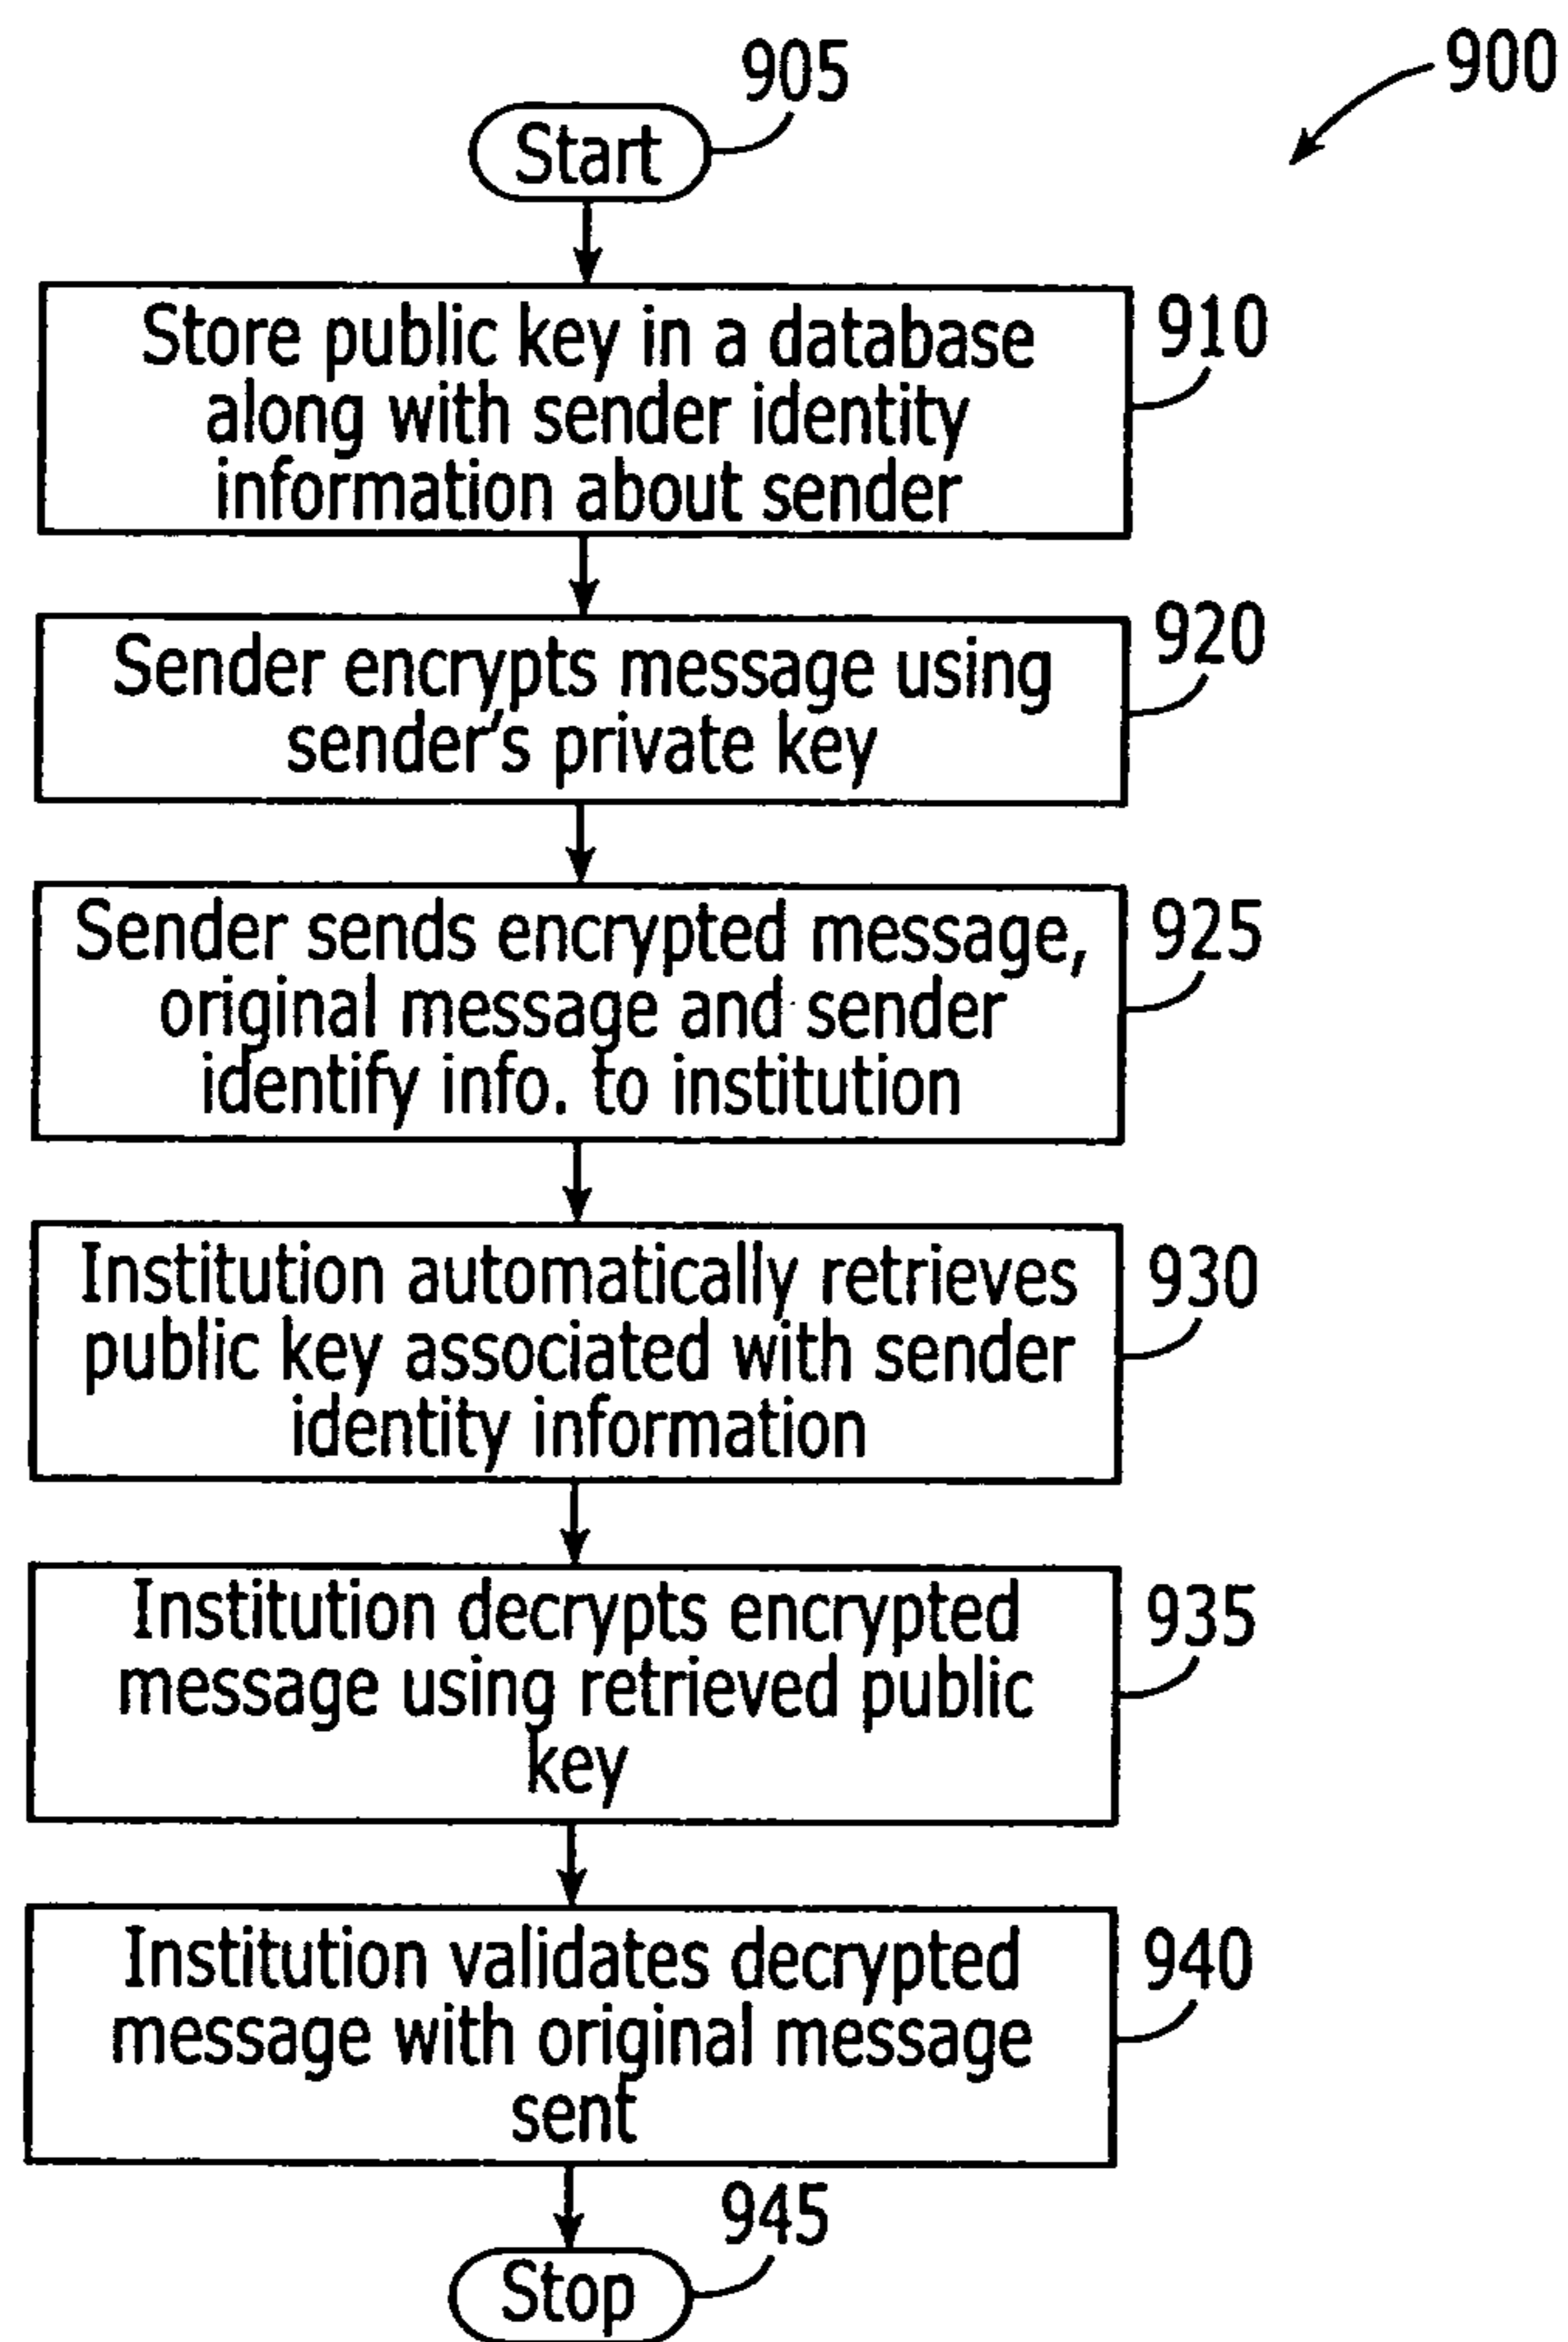 900
905
Start
Store public key in a database
along with sender identity
information about sender
910
Sender encrypts message using
sender's private key
920
Sender sends encrypted message,
original message and sender
identify info. to institution
925
Institution automatically retrieves
public key associated with sender
identity information
930
Institution decrypts encrypted
message using retrieved public
key
935
Institution validates decrypted
message with original message
sent
940
945
Stop